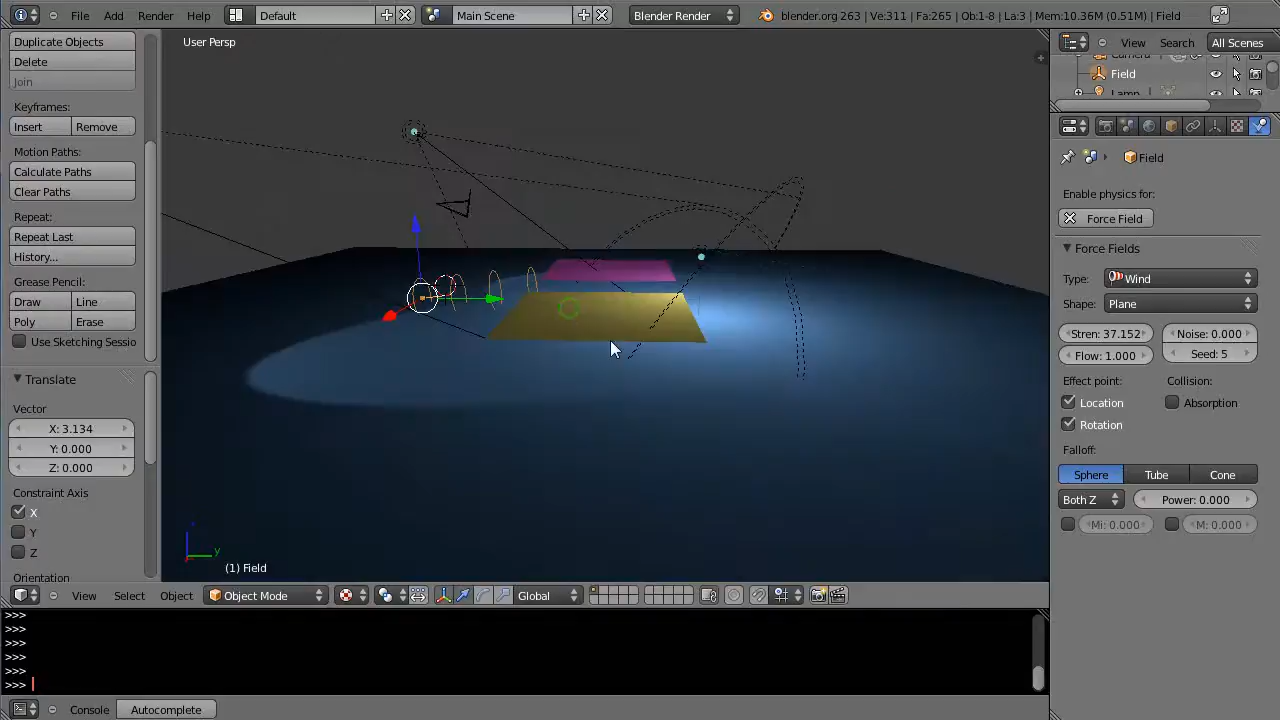 File Add Render Help Default Main Scene Blender Render blender.org 263 | Ve:311 | Fa:265 | Ob:1-8 | La:3 | Mem:10.36M (0.51M) | Field
Duplicate Objects
Delete
Join
Keyframes:
Insert Remove
Motion Paths:
Calculate Paths
Clear Paths
Repeat:
Repeat Last
History...
Grease Pencil:
Draw Line
Poly Erase
Use Sketching Sessio
Translate
Vector
X: 3.134
Y: 0.000
Z: 0.000
Constraint Axis
X
Y
Z
Orientation
User Persp
y
(1) Field
View Select Object Object Mode Global
>>>
>>>
>>>
>>>
>>>
>>>
Console Autocomplete
View Search All Scenes
Camera
Field
Lamp
Field
Enable physics for:
Force Field
Force Fields
Type: Wind
Shape: Plane
Stren: 37.152 Noise: 0.000
Flow: 1.000 Seed: 5
Effect point: Collision:
Location Absorption
Rotation
Falloff:
Sphere Tube Cone
Both Z Power: 0.000
Mi: 0.000 M: 0.000